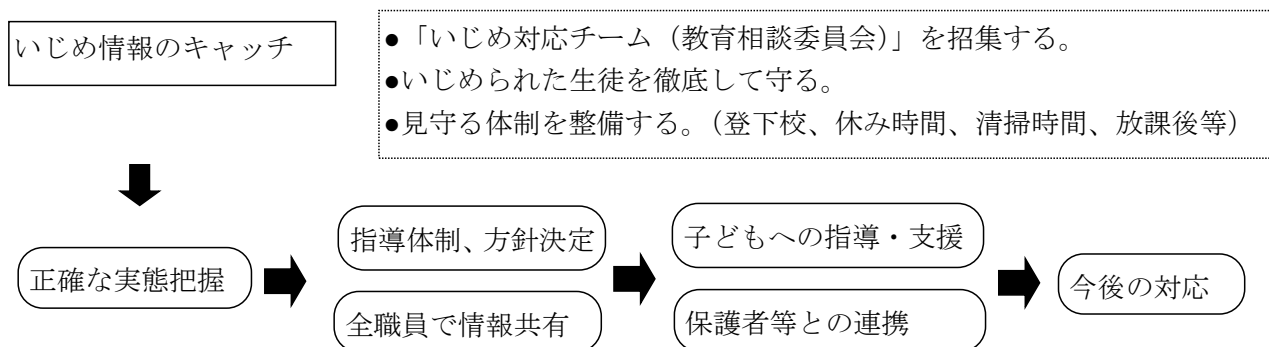 いじめ情報のキャッチ
●「いじめ対応チーム（教育相談委員会）」を招集する。
●いじめられた生徒を徹底して守る。
●見守る体制を整備する。（登下校、休み時間、清掃時間、放課後等）
正確な実態把握
指導体制、方針決定
全職員で情報共有
子どもへの指導・支援
保護者等との連携
今後の対応